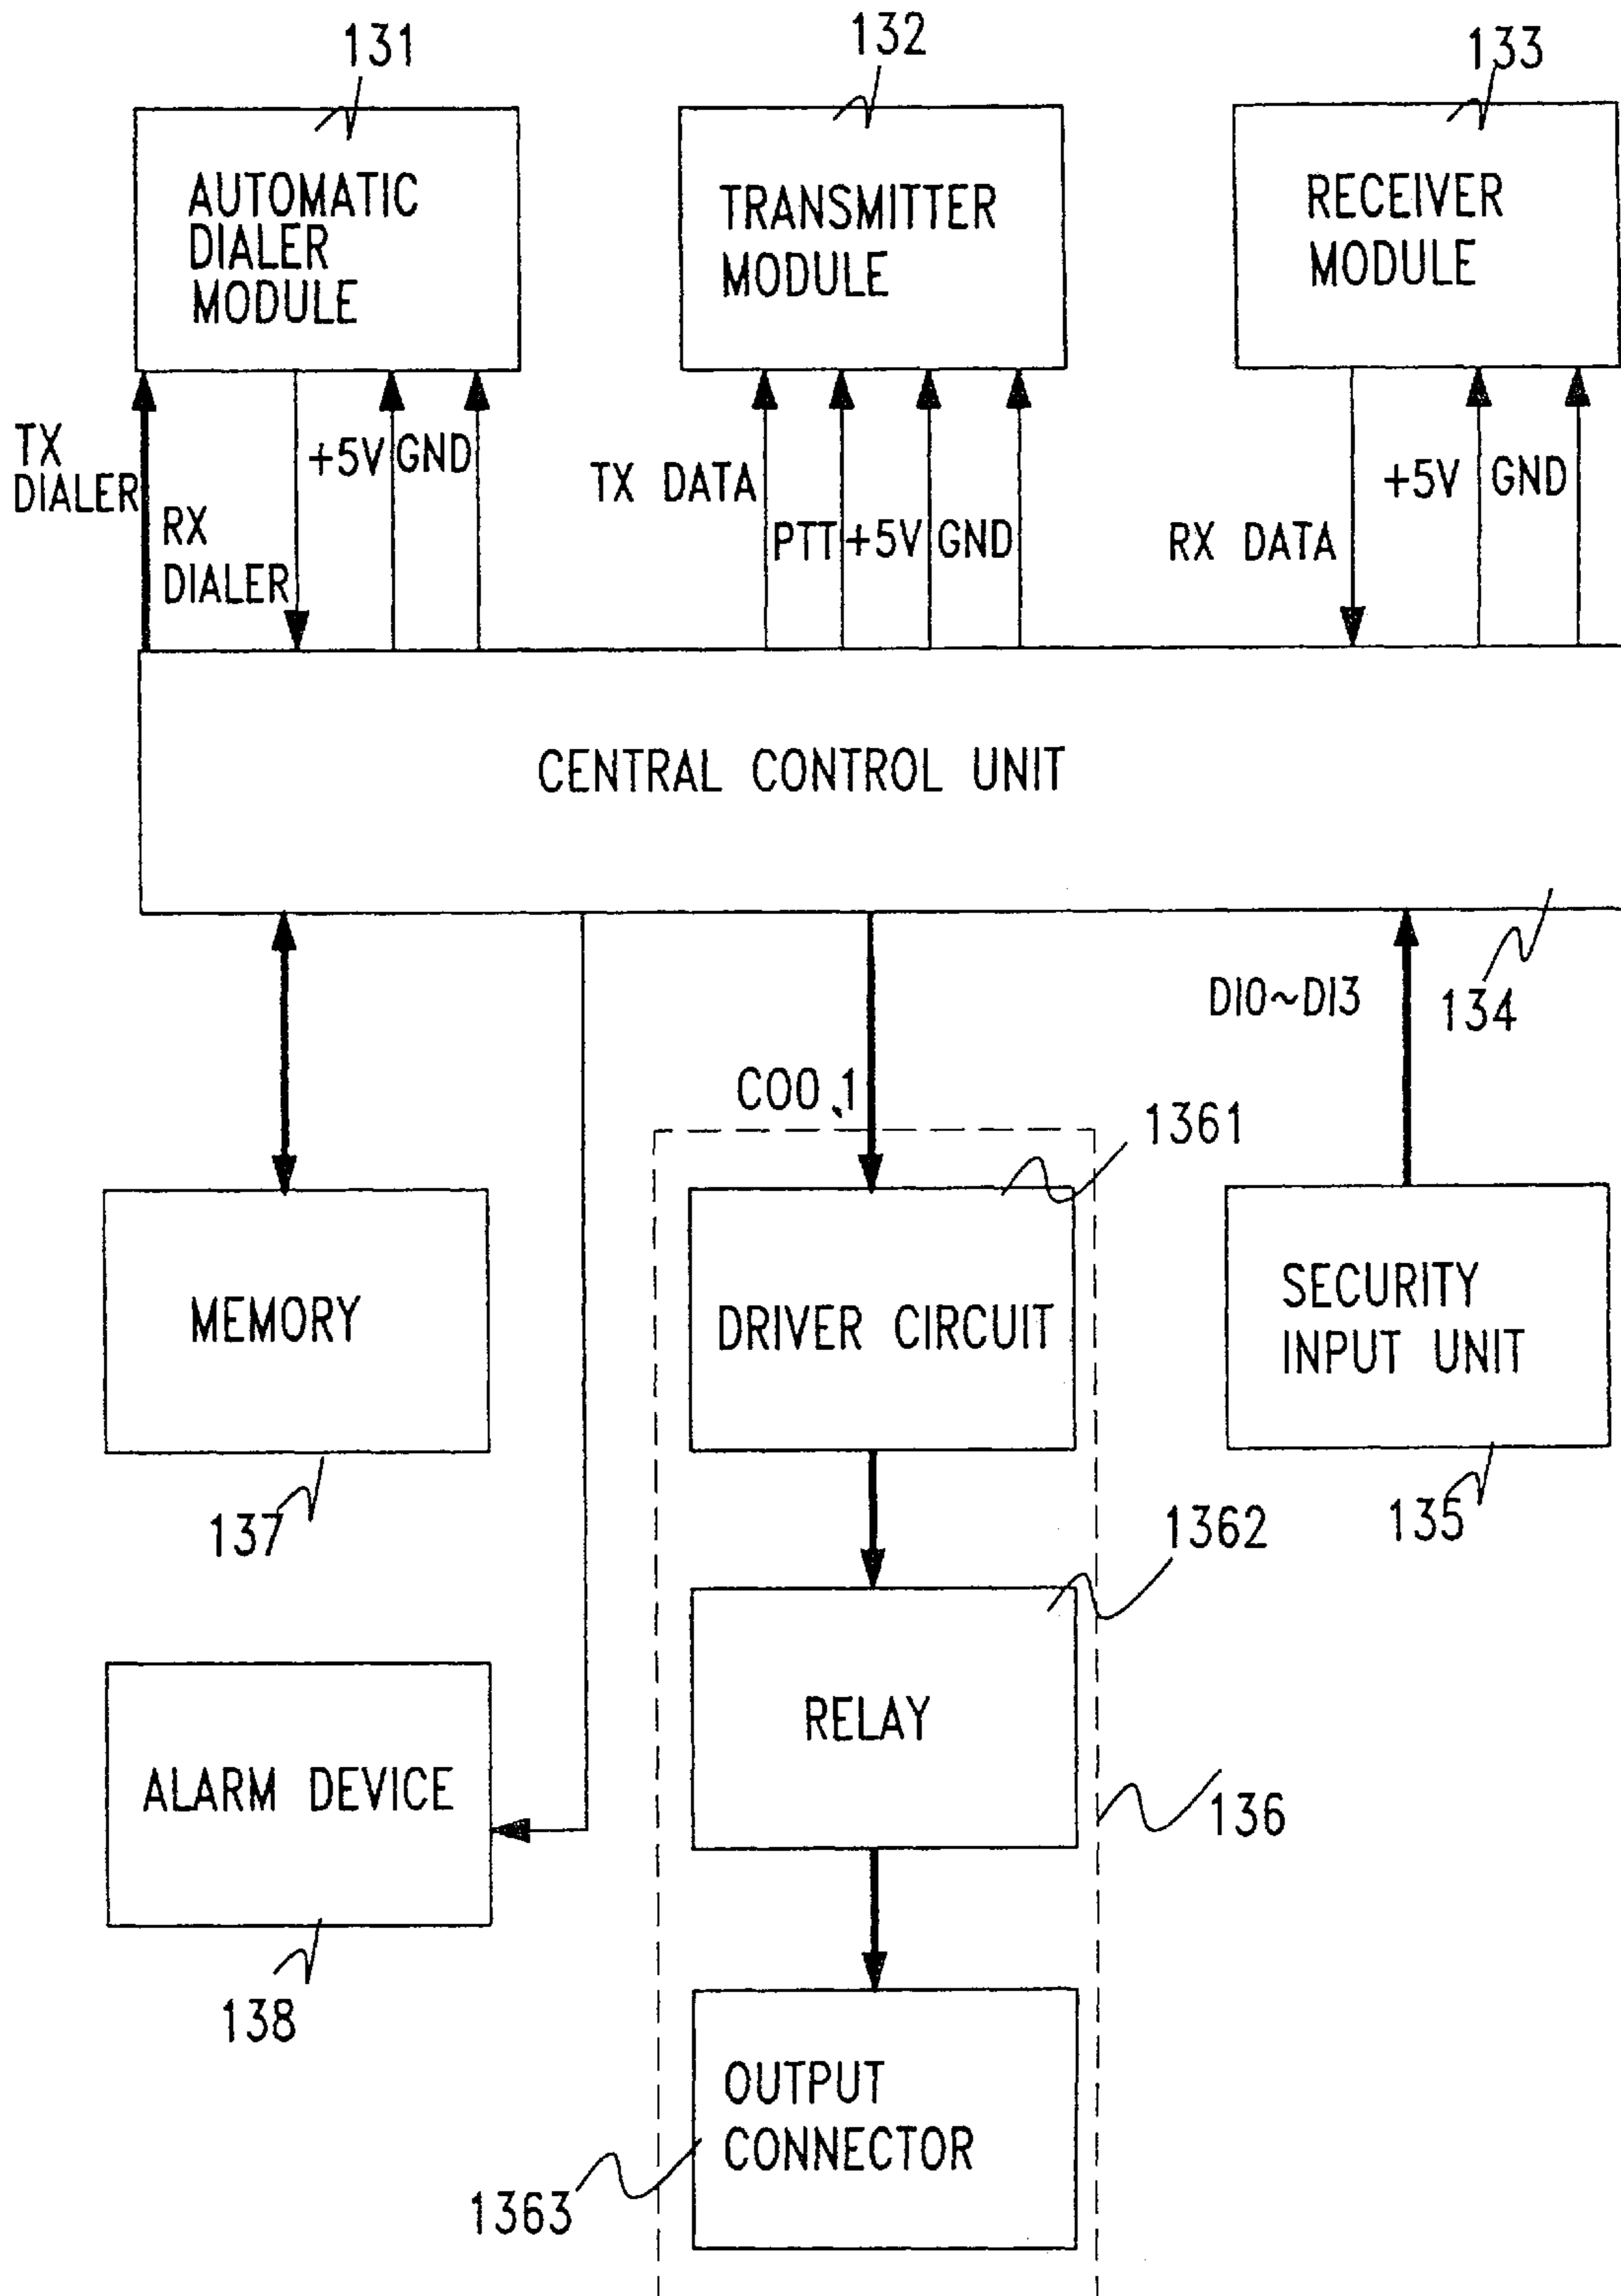 131
132
133
AUTOMATIC
DIALER
MODULE
TRANSMITTER
MODULE
RECEIVER
MODULE
TX
DIALER
RX
DIALER
+5V
GND
TX DATA
PTT
+5V
GND
RX DATA
+5V
GND
CENTRAL CONTROL UNIT
134
DI0~DI3
CO0、1
1361
MEMORY
DRIVER CIRCUIT
SECURITY
INPUT UNIT
137
1362
135
RELAY
ALARM DEVICE
136
138
OUTPUT
CONNECTOR
1363